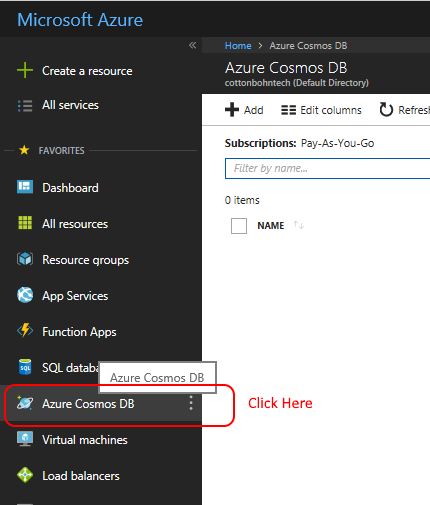 Microsoft Azure
«
Create a resource
All services
FAVORITES
Dashboard
All resources
Resource groups
App Services
Function Apps
SQL databa
Azure Cosmos DB
Azure Cosmos DB
Virtual machines
Load balancers
Home > Azure Cosmos DB
Azure Cosmos DB
cottonbohntech (Default Directory)
Add Edit columns Refres
Subscriptions: Pay-As-You-Go
Filter by name...
0 items
NAME
Click Here